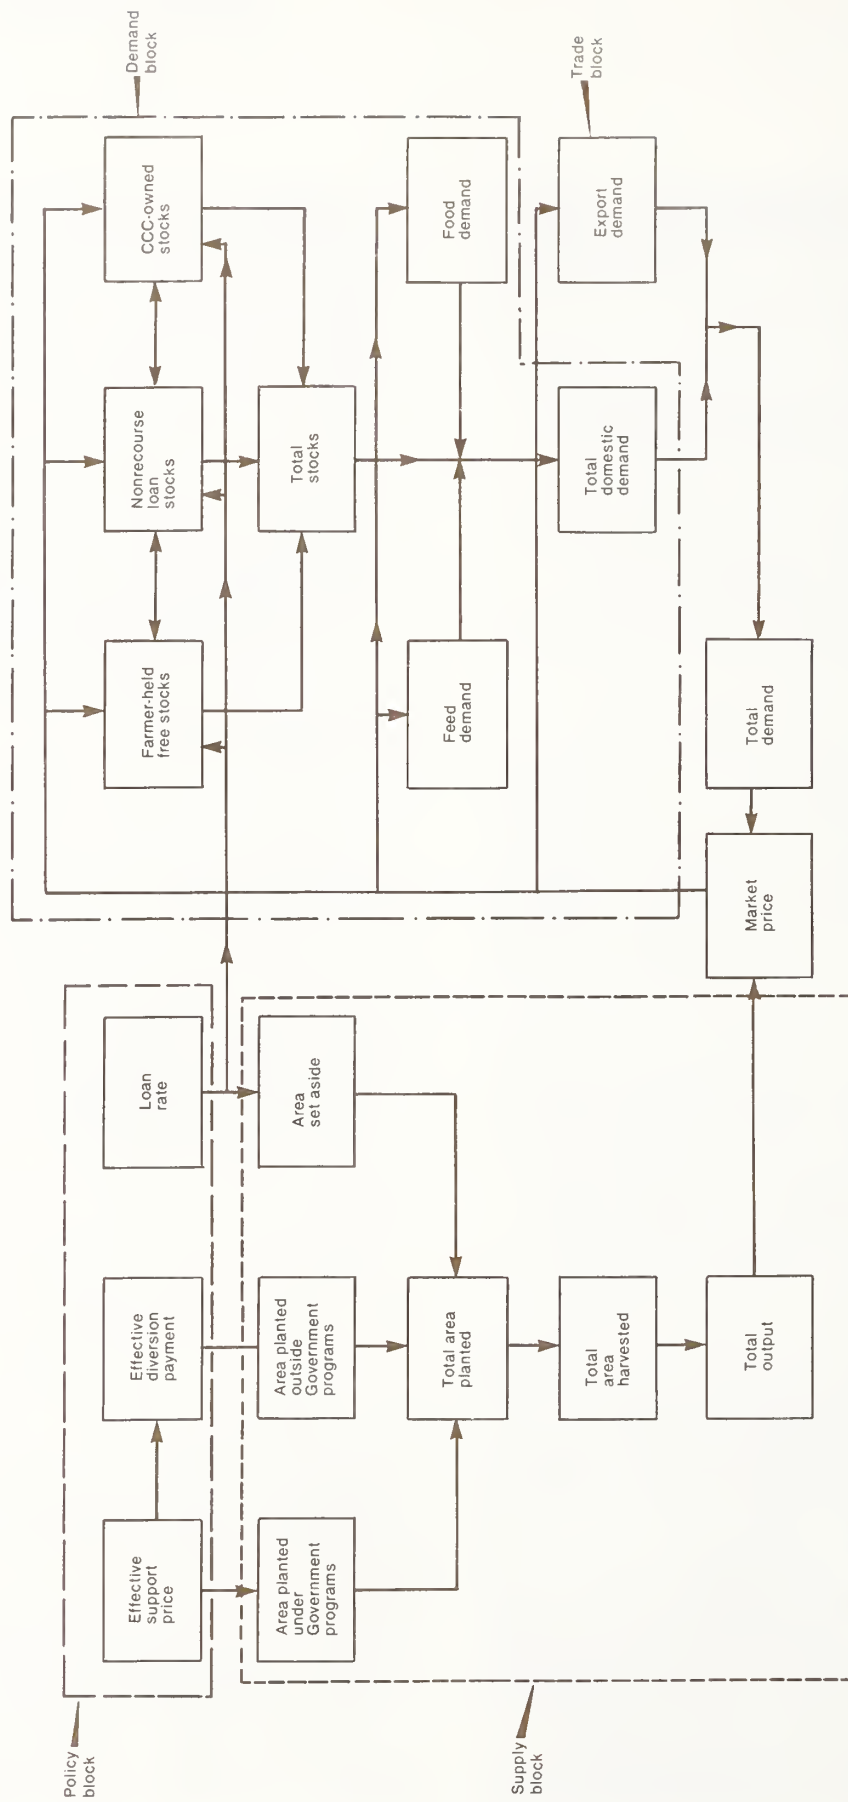 Policy
block
Effective
support
price
Effective
diversion
payment
Loan
rate
Farmer-held
free stocks
Nonrecourse
loan
stocks
CCC-owned
stocks
Demand
block
Area planted
under
Government
programs
Area planted
outside
Government
programs
Area
set aside
Total
stocks
Total area
planted
Feed
demand
Food
demand
Supply
block
Total
area
harvested
Total
domestic
demand
Export
demand
Trade
block
Total
output
Market
price
Total
demand